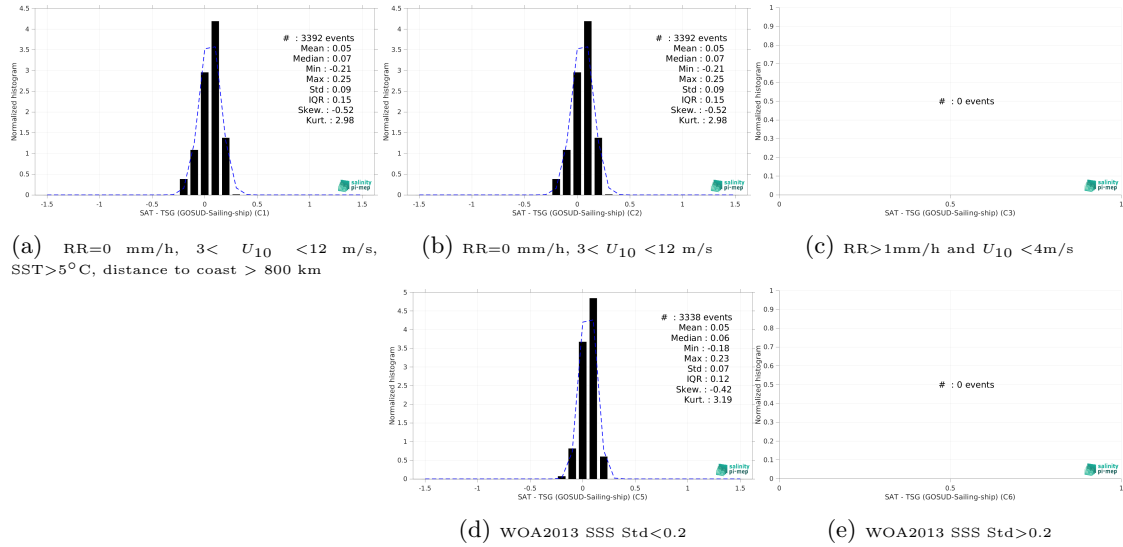 4.5
4
3.5
3
2.5
2
1.5
1
0.5
0
Normalized histogram
# : 3392 events
Mean : 0.05
Median : 0.07
Min : -0.21
Max : 0.25
Std : 0.09
IQR : 0.15
Skew. : -0.52
Kurt. : 2.98
salinity
pi-mep
-1.5 -1 -0.5 0 0.5 1 1.5
SAT - TSG (GOSUD-Sailing-ship) (C1)
(a) RR=0 mm/h, 3< U10 <12 m/s,
SST>5°C, distance to coast > 800 km
4.5
4
3.5
3
2.5
2
1.5
1
0.5
0
Normalized histogram
# : 3392 events
Mean : 0.05
Median : 0.07
Min : -0.21
Max : 0.25
Std : 0.09
IQR : 0.15
Skew. : -0.52
Kurt. : 2.98
salinity
pi-mep
-1.5 -1 -0.5 0 0.5 1 1.5
SAT - TSG (GOSUD-Sailing-ship) (C2)
(b) RR=0 mm/h, 3< U10 <12 m/s
1
0.9
0.8
0.7
0.6
0.5
0.4
0.3
0.2
0.1
0
Normalized histogram
# : 0 events
salinity
pi-mep
0 0.5 1
SAT - TSG (GOSUD-Sailing-ship) (C3)
(c) RR>1mm/h and U10 <4m/s
5
4.5
4
3.5
3
2.5
2
1.5
1
0.5
0
Normalized histogram
# : 3338 events
Mean : 0.05
Median : 0.06
Min : -0.18
Max : 0.23
Std : 0.07
IQR : 0.12
Skew. : -0.42
Kurt. : 3.19
salinity
pi-mep
-1.5 -1 -0.5 0 0.5 1 1.5
SAT - TSG (GOSUD-Sailing-ship) (C5)
(d) WOA2013 SSS Std<0.2
1
0.9
0.8
0.7
0.6
0.5
0.4
0.3
0.2
0.1
0
Normalized histogram
# : 0 events
salinity
pi-mep
0 0.5 1
SAT - TSG (GOSUD-Sailing-ship) (C6)
(e) WOA2013 SSS Std>0.2